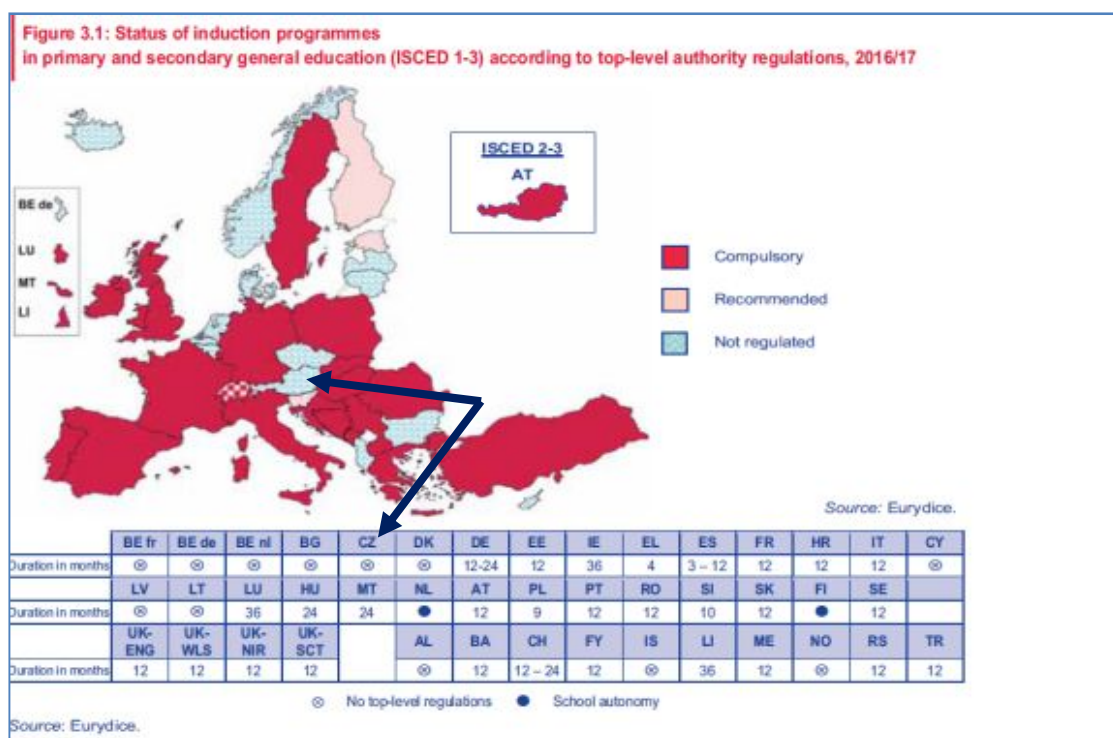 Figure 3.1: Status of induction programmes
in primary and secondary general education (ISCED 1-3) according to top-level authority regulations, 2016/17
ISCED 2-3
AT
BE de
LU
MT
LI
Compulsory
Recommended
Not regulated
Source: Eurydice.
BE fr BE de BE nl BG CZ DK DE EE IE EL ES FR HR IT CY
Duration in months ⊗ ⊗ ⊗ ⊗ ⊗ ⊗ 12-24 12 36 4 3 – 12 12 12 12 ⊗
LV LT LU HU MT NL AT PL PT RO SI SK FI SE
Duration in months ⊗ ⊗ 36 24 24 ● 12 9 12 12 10 12 ● 12
UK-ENG UK-WLS UK-NIR UK-SCT AL BA CH FY IS LI ME NO RS TR
Duration in months 12 12 12 12 ⊗ 12 12 – 24 12 ⊗ 36 12 ⊗ 12 12
⊗ No top-level regulations ● School autonomy
Source: Eurydice.